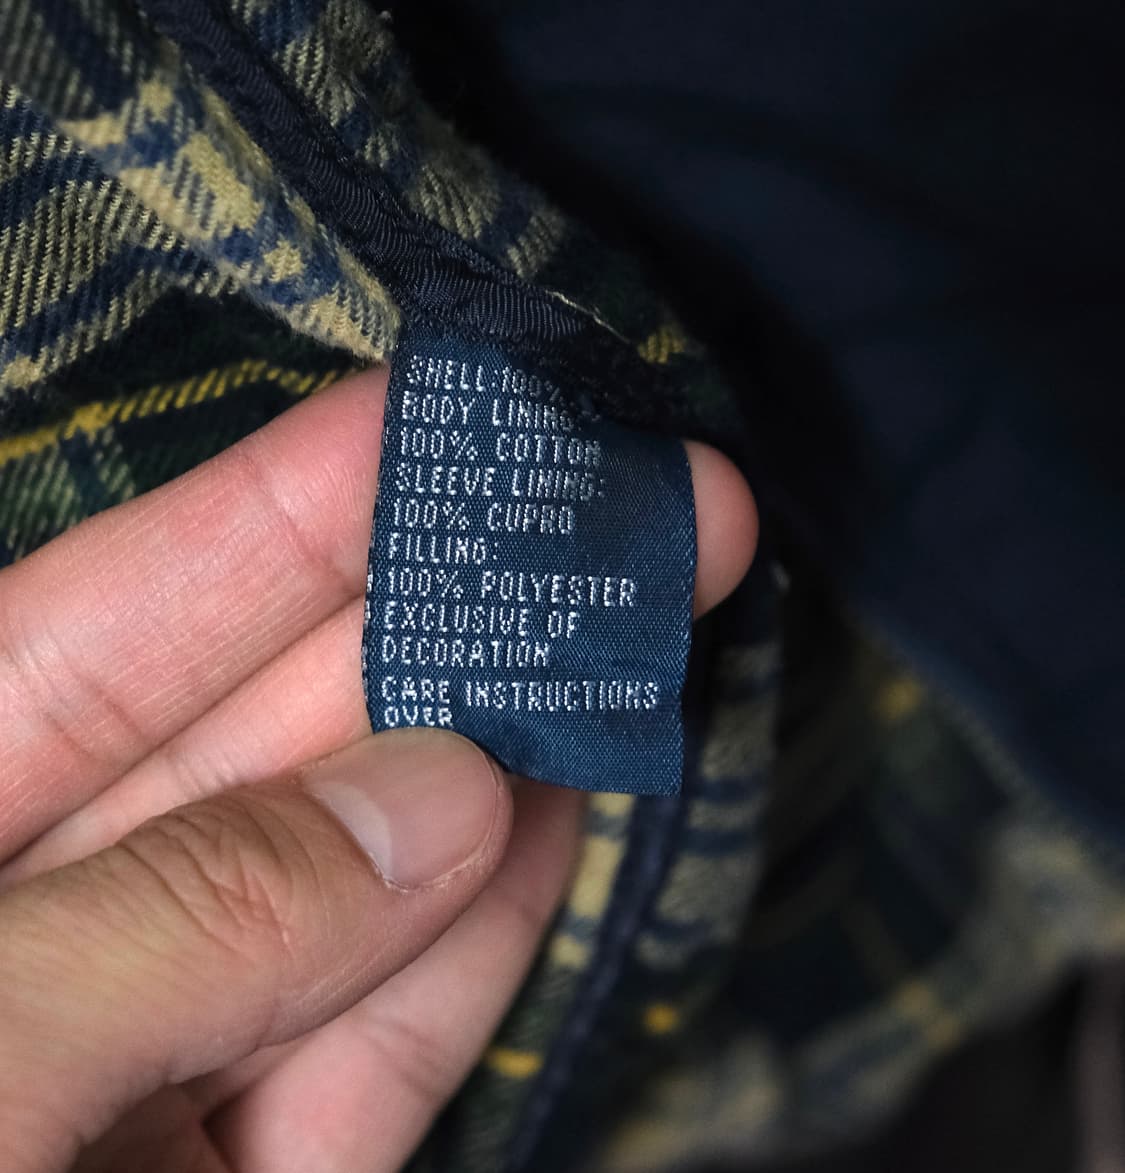 SHELL:100%
BODY LINING:
100% COTTON
SLEEVE LINING:
100% CUPRO
FILLING:
100% POLYESTER
EXCLUSIVE OF
DECORATION
CARE INSTRUCTIONS
OVER